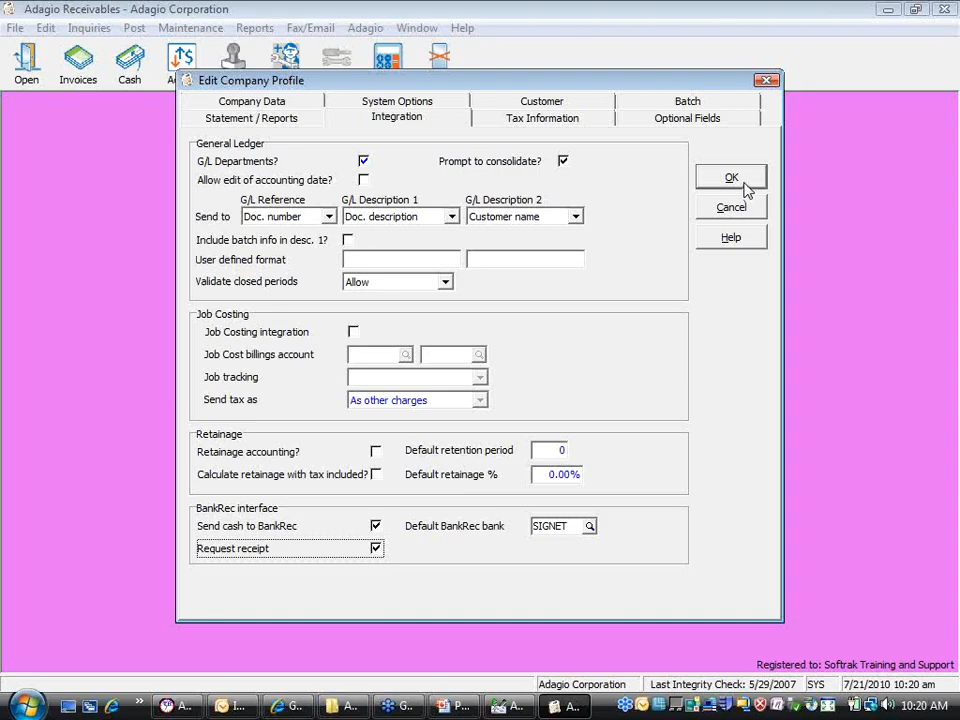 Adagio Receivables - Adagio Corporation
File Edit Inquiries Post Maintenance Reports Fax/Email Adagio Window Help
Open Invoices Cash
Edit Company Profile
Company Data System Options Customer Batch
Statement / Reports Integration Tax Information Optional Fields
General Ledger
G/L Departments? Prompt to consolidate?
Allow edit of accounting date?
G/L Reference G/L Description 1 G/L Description 2
Send to Doc. number Doc. description Customer name
Include batch info in desc. 1?
User defined format
Validate closed periods Allow
OK
Cancel
Help
Job Costing
Job Costing integration
Job Cost billings account
Job tracking
Send tax as As other charges
Retainage
Retainage accounting? Default retention period 0
Calculate retainage with tax included? Default retainage % 0.00%
BankRec interface
Send cash to BankRec Default BankRec bank SIGNET
Request receipt
Registered to: Softrak Training and Support
Adagio Corporation Last Integrity Check: 5/29/2007 SYS 7/21/2010 10:20 am
A... I... G... A... G... P... A... A... 10:20 AM